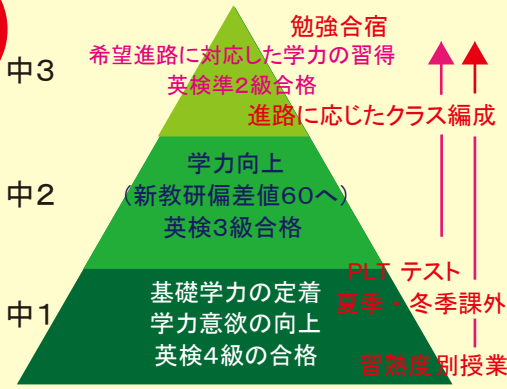 勉強合宿
希望進路に対応した学力の習得
中3
英検準2級合格
進路に応じたクラス編成
学力向上
中2
(新教研偏差値60へ)
英検3級合格
PLT テスト
基礎学力の定着
夏季・冬季課外
中1
学力意欲の向上
英検4級の合格
習熟度別授業